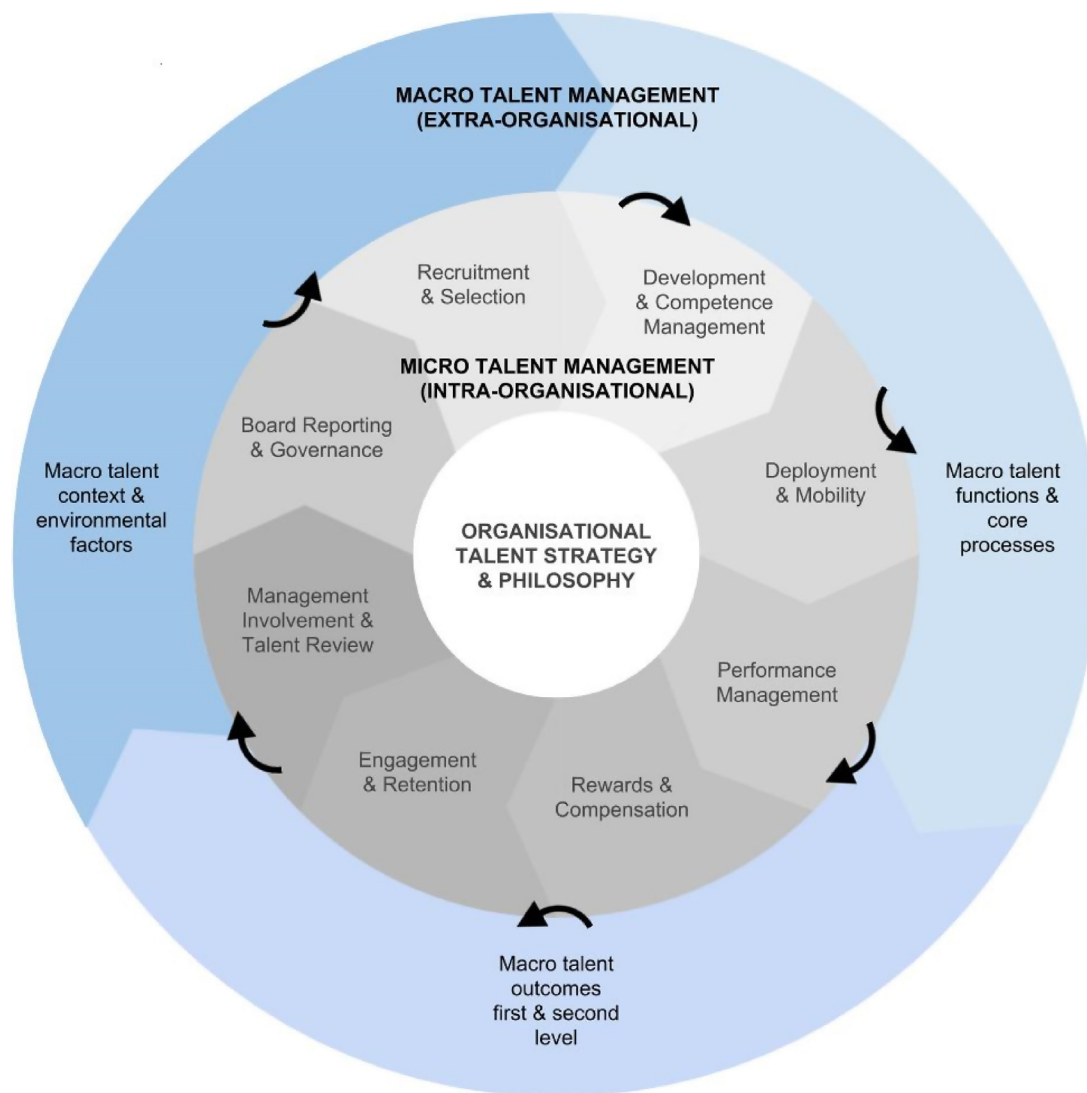 MACRO TALENT MANAGEMENT
(EXTRA-ORGANISATIONAL)
Recruitment
& Selection
Development
& Competence
Management
MICRO TALENT MANAGEMENT
(INTRA-ORGANISATIONAL)
Board Reporting
& Governance
Deployment
& Mobility
Macro talent
context &
environmental
factors
Macro talent
functions &
core
processes
ORGANISATIONAL
TALENT STRATEGY
& PHILOSOPHY
Management
Involvement &
Talent Review
Performance
Management
Engagement
& Retention
Rewards &
Compensation
Macro talent
outcomes
first & second
level